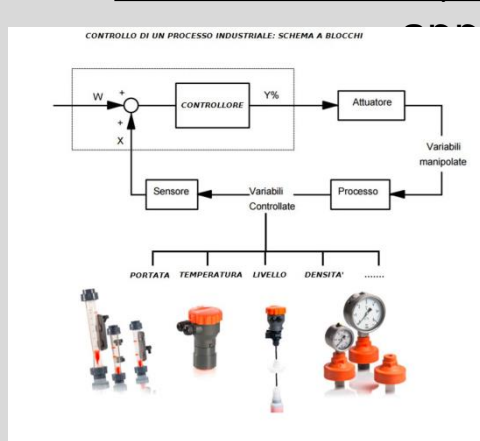 CONTROLLO DI UN PROCESSO INDUSTRIALE: SCHEMA A BLOCCHI
W
+
+
X
CONTROLLORE
Y%
Attuatore
Variabili
manipolate
Sensore
Variabili
Controllate
Processo
PORTATA TEMPERATURA LIVELLO DENSITA' .......